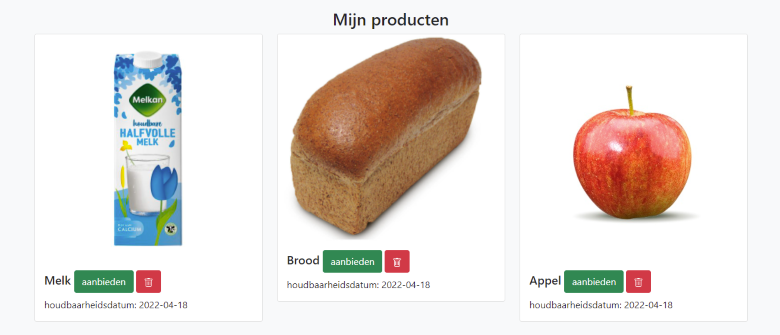 Mijn producten
Melkan
houdbare
HALFVOLLE
MELK
CALCIUM
Melk aanbieden
houdbaarheidsdatum: 2022-04-18
Brood aanbieden
houdbaarheidsdatum: 2022-04-18
Appel aanbieden
houdbaarheidsdatum: 2022-04-18